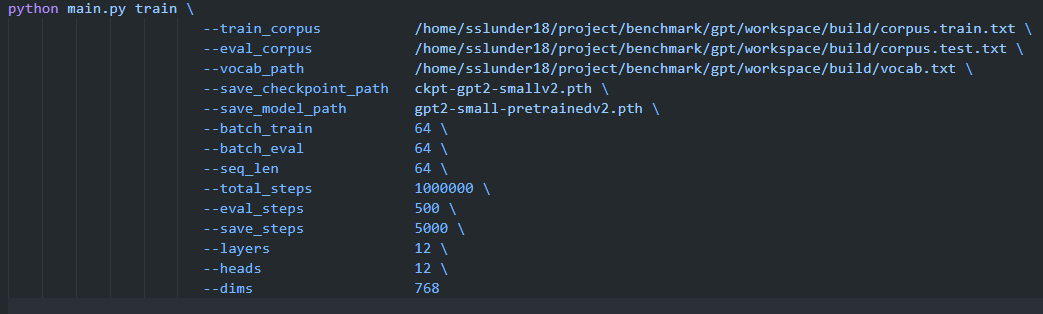 python main.py train \
--train_corpus /home/sslunder18/project/benchmark/gpt/workspace/build/corpus.train.txt \
--eval_corpus /home/sslunder18/project/benchmark/gpt/workspace/build/corpus.test.txt \
--vocab_path /home/sslunder18/project/benchmark/gpt/workspace/build/vocab.txt \
--save_checkpoint_path ckpt-gpt2-smallv2.pth \
--save_model_path gpt2-small-pretrainedv2.pth \
--batch_train 64 \
--batch_eval 64 \
--seq_len 64 \
--total_steps 1000000 \
--eval_steps 500 \
--save_steps 5000 \
--layers 12 \
--heads 12 \
--dims 768